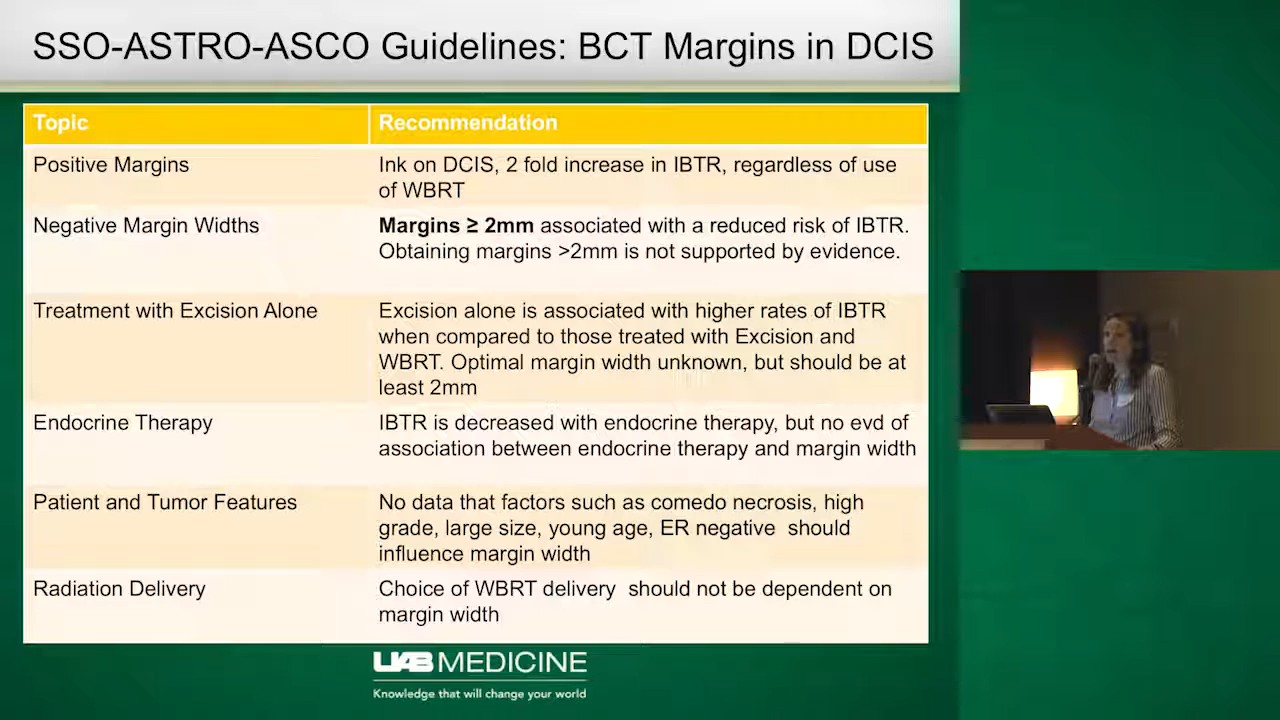 SSO-ASTRO-ASCO Guidelines: BCT Margins in DCIS
Topic
Recommendation
Positive Margins
Ink on DCIS, 2 fold increase in IBTR, regardless of use
of WBRT
Negative Margin Widths
Margins ≥ 2mm associated with a reduced risk of IBTR.
Obtaining margins >2mm is not supported by evidence.
Treatment with Excision Alone
Excision alone is associated with higher rates of IBTR
when compared to those treated with Excision and
WBRT. Optimal margin width unknown, but should be at
least 2mm
Endocrine Therapy
IBTR is decreased with endocrine therapy, but no evd of
association between endocrine therapy and margin width
Patient and Tumor Features
No data that factors such as comedo necrosis, high
grade, large size, young age, ER negative should
influence margin width
Radiation Delivery
Choice of WBRT delivery should not be dependent on
margin width
UAB MEDICINE
Knowledge that will change your world